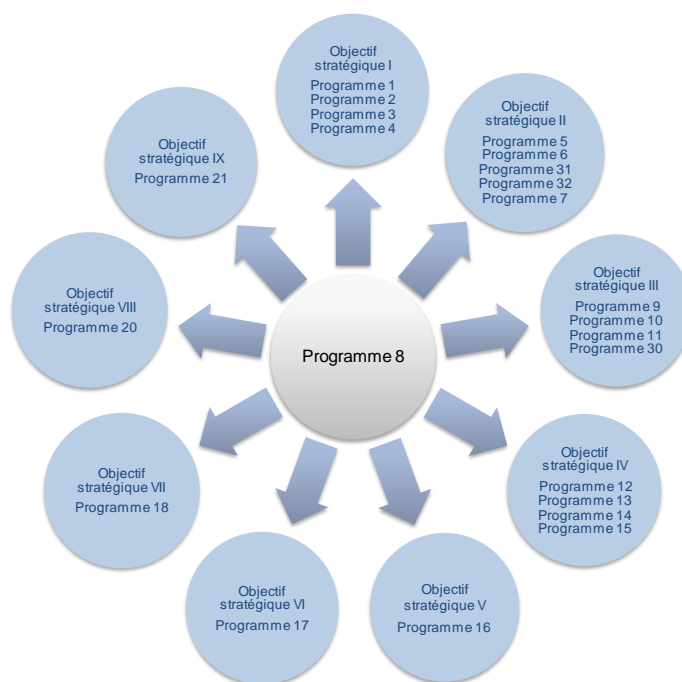 Objectif
stratégique I
Programme 1
Programme 2
Programme 3
Programme 4
Objectif
stratégique II
Programme 5
Programme 6
Programme 31
Programme 32
Programme 7
Objectif
stratégique III
Programme 9
Programme 10
Programme 11
Programme 30
Objectif
stratégique IV
Programme 12
Programme 13
Programme 14
Programme 15
Objectif
stratégique V
Programme 16
Objectif
stratégique VI
Programme 17
Objectif
stratégique VII
Programme 18
Objectif
stratégique VIII
Programme 20
Objectif
stratégique IX
Programme 21
Programme 8